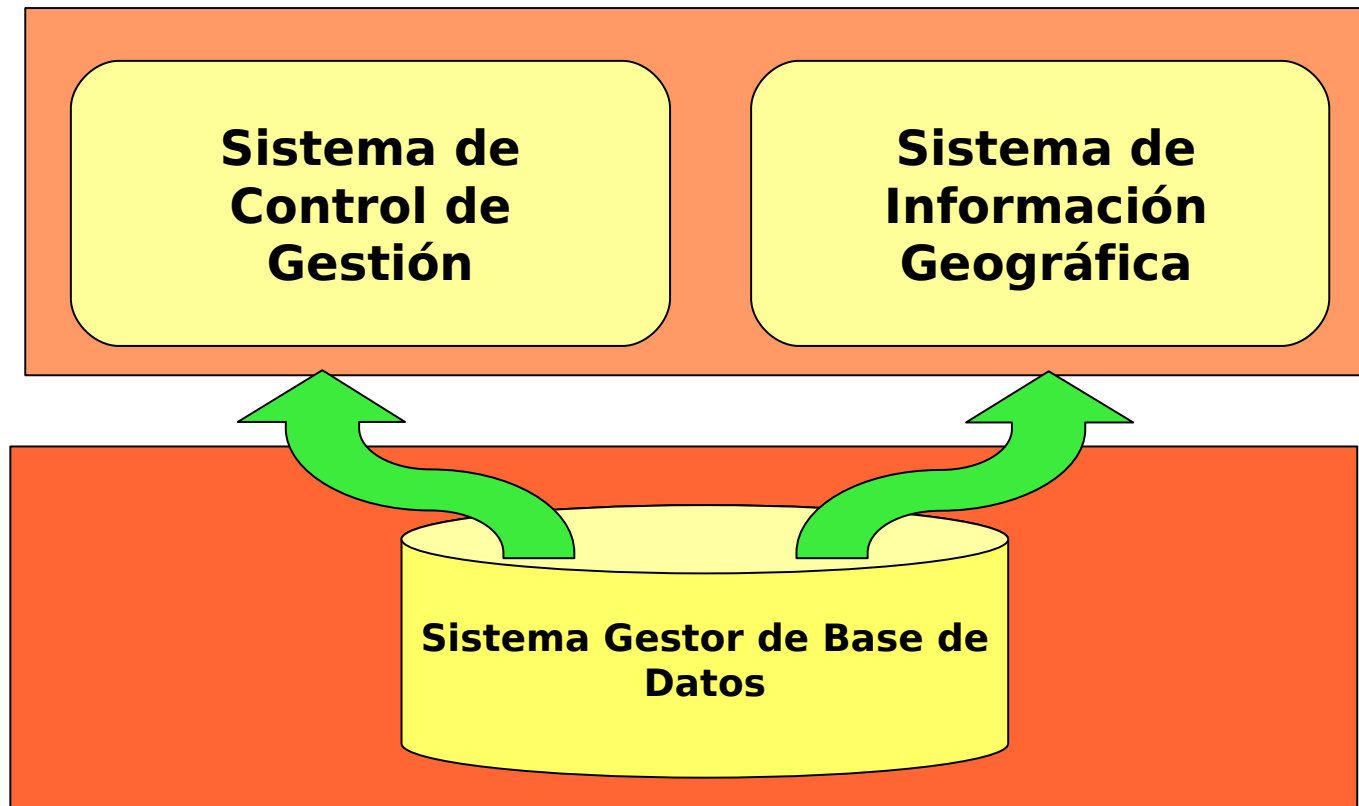 Sistema de
Control de
Gestión
Sistema de
Información
Geográfica
Sistema Gestor de Base de
Datos